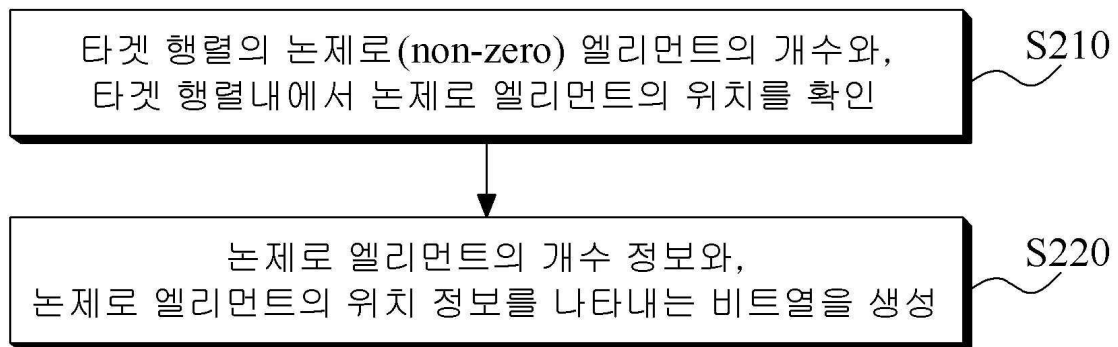 타겟 행렬의 논제로(non-zero) 엘리먼트의 개수와,
타겟 행렬내에서 논제로 엘리먼트의 위치를 확인
S210
논제로 엘리먼트의 개수 정보와,
논제로 엘리먼트의 위치 정보를 나타내는 비트열을 생성
S220